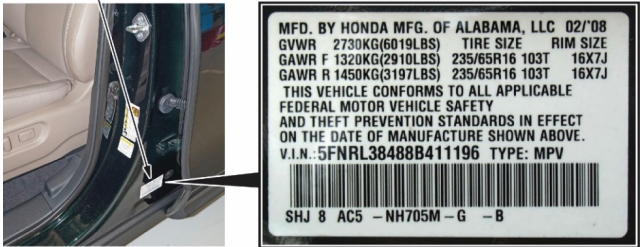 MFD. BY HONDA MFG. OF ALABAMA, LLC 02/'08
GVWR 2730KG(6019LBS) TIRE SIZE RIM SIZE
GAWR F 1320KG(2910LBS) 235/65R16 103T 16X7J
GAWR R 1450KG(3197LBS) 235/65R16 103T 16X7J
THIS VEHICLE CONFORMS TO ALL APPLICABLE
FEDERAL MOTOR VEHICLE SAFETY
AND THEFT PREVENTION STANDARDS IN EFFECT
ON THE DATE OF MANUFACTURE SHOWN ABOVE.
V.I.N.:5FNRL38488B411196 TYPE: MPV
SHJ 8 AC5 -NH705M-G -B